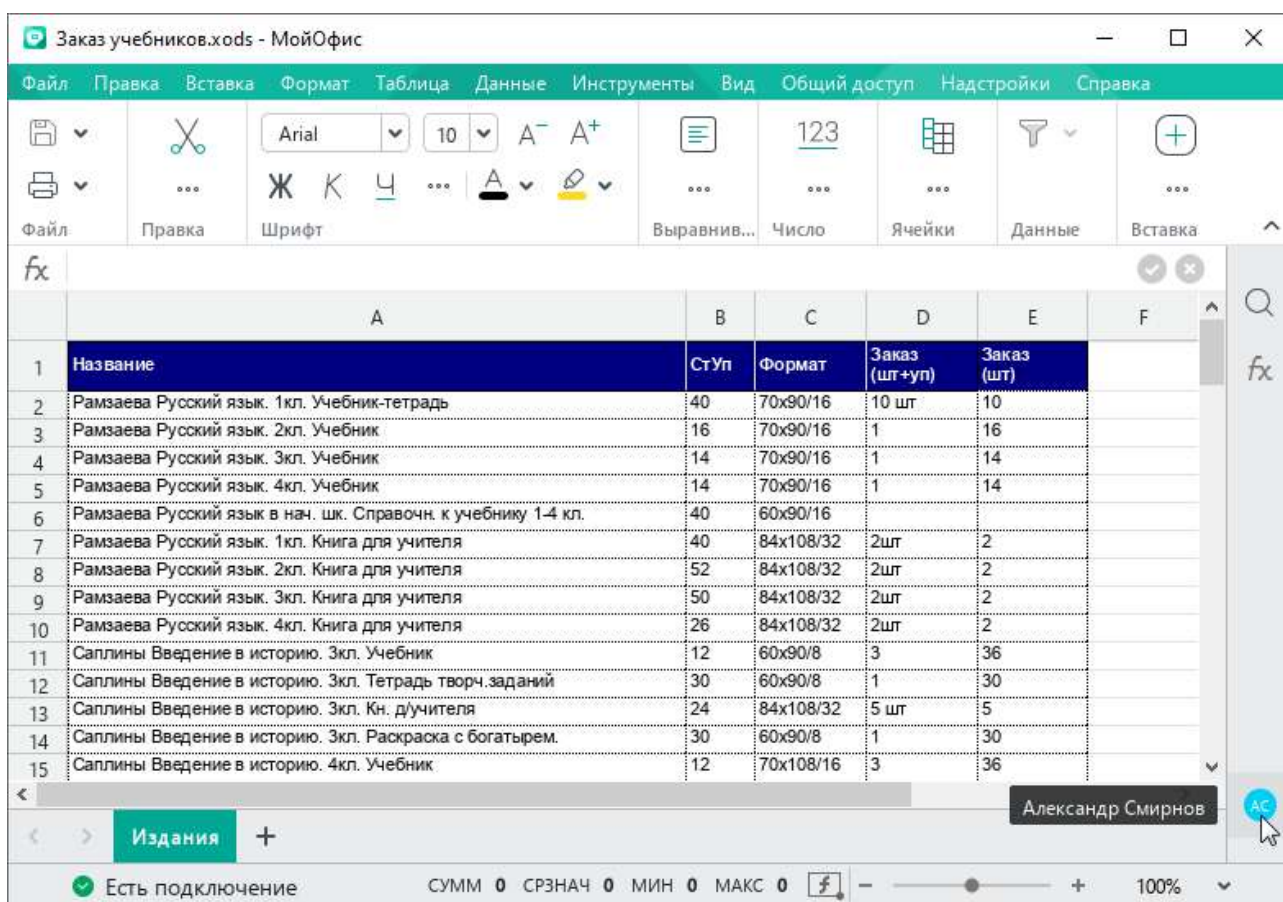 Заказ учебников.xods - МойОфис
Файл Правка Вставка Формат Таблица Данные Инструменты Вид Общий доступ Надстройки Справка
Arial 10 A⁻ A⁺ 123
Ж К Ч A
Файл Правка Шрифт Выравнив... Число Ячейки Данные Вставка
fx
A B C D E F
1 Название СтУп Формат Заказ (шт+уп) Заказ (шт)
2 Рамзаева Русский язык. 1кл. Учебник-тетрадь 40 70x90/16 10 шт 10
3 Рамзаева Русский язык. 2кл. Учебник 16 70x90/16 1 16
4 Рамзаева Русский язык. 3кл. Учебник 14 70x90/16 1 14
5 Рамзаева Русский язык. 4кл. Учебник 14 70x90/16 1 14
6 Рамзаева Русский язык в нач. шк. Справочн. к учебнику 1-4 кл. 40 60x90/16
7 Рамзаева Русский язык. 1кл. Книга для учителя 40 84x108/32 2шт 2
8 Рамзаева Русский язык. 2кл. Книга для учителя 52 84x108/32 2шт 2
9 Рамзаева Русский язык. 3кл. Книга для учителя 50 84x108/32 2шт 2
10 Рамзаева Русский язык. 4кл. Книга для учителя 26 84x108/32 2шт 2
11 Саплины Введение в историю. 3кл. Учебник 12 60x90/8 3 36
12 Саплины Введение в историю. 3кл. Тетрадь творч.заданий 30 60x90/8 1 30
13 Саплины Введение в историю. 3кл. Кн. д/учителя 24 84x108/32 5 шт 5
14 Саплины Введение в историю. 3кл. Раскраска с богатырем. 30 60x90/8 1 30
15 Саплины Введение в историю. 4кл. Учебник 12 70x108/16 3 36
Александр Смирнов АС
Издания +
Есть подключение СУММ 0 СРЗНАЧ 0 МИН 0 МАКС 0 100%